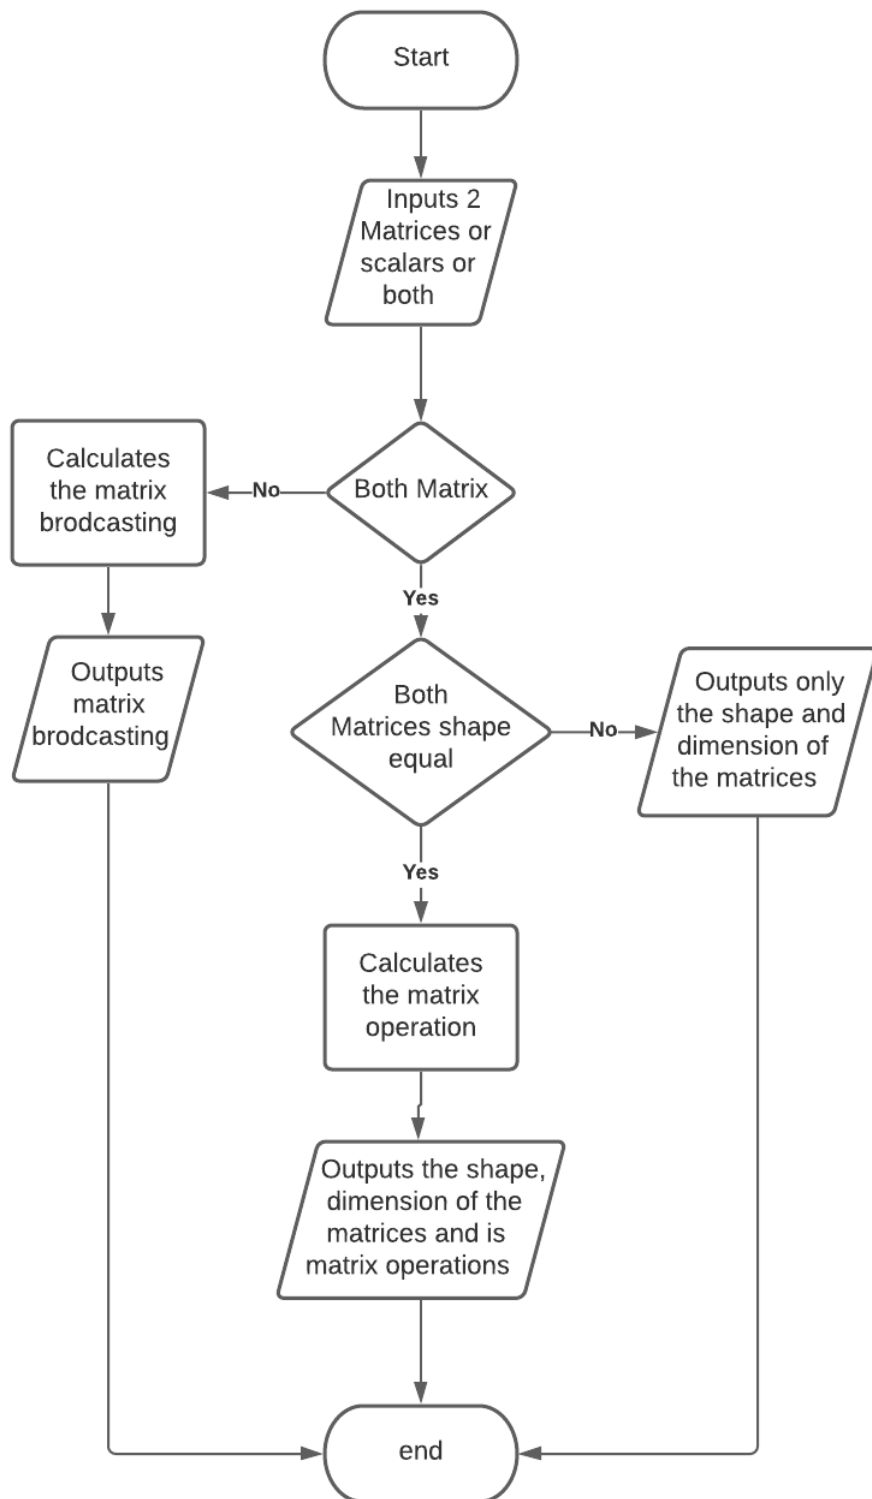 Start
Inputs 2
Matrices or
scalars or
both
Both Matrix
No
Calculates
the matrix
brodcasting
Outputs
matrix
brodcasting
Yes
Both
Matrices shape
equal
No
Outputs only
the shape and
dimension of
the matrices
Yes
Calculates
the matrix
operation
Outputs the shape,
dimension of the
matrices and is
matrix operations
end